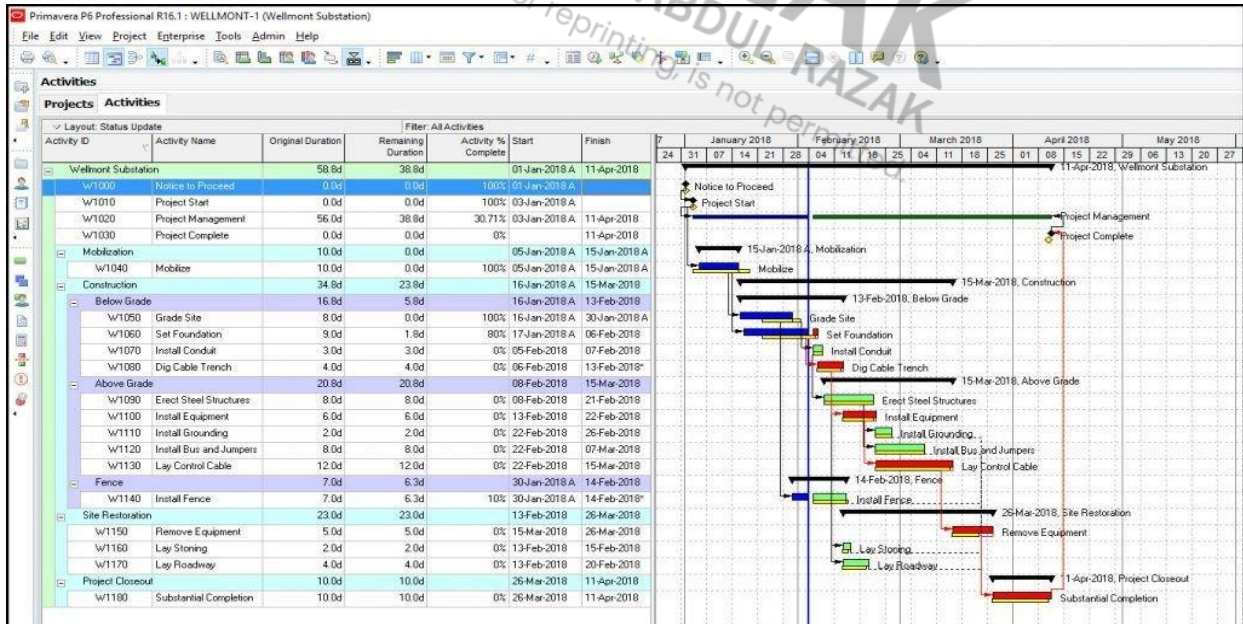 Primavera P6 Professional R16.1 : WELLMONT-1 (Wellmont Substation)
File Edit View Project Enterprise Tools Admin Help
reprinting, is not permitted.
ABDUL RAZAK
Activities
Projects Activities
Layout: Status Update Filter: All Activities
Activity ID Activity Name Original Duration Remaining Duration Activity % Complete Start Finish
7 January 2018 February 2018 March 2018 April 2018 May 2018
24 31 07 14 21 28 04 11 18 25 04 11 18 25 01 08 15 22 29 06 13 20 27
Wellmont Substation 58.8d 38.8d 01-Jan-2018 A 11-Apr-2018 11-Apr-2018, Wellmont Substation
W1000 Notice to Proceed 0.0d 0.0d 100% 01-Jan-2018 A Notice to Proceed
W1010 Project Start 0.0d 0.0d 100% 03-Jan-2018 A Project Start
W1020 Project Management 56.0d 38.8d 30.71% 03-Jan-2018 A 11-Apr-2018 Project Management
W1030 Project Complete 0.0d 0.0d 0% 11-Apr-2018 Project Complete
Mobilization 10.0d 0.0d 05-Jan-2018 A 15-Jan-2018 A 15-Jan-2018 A, Mobilization
W1040 Mobilize 10.0d 0.0d 100% 05-Jan-2018 A 15-Jan-2018 A Mobilize
Construction 34.8d 23.8d 16-Jan-2018 A 15-Mar-2018 15-Mar-2018, Construction
Below Grade 16.8d 5.8d 16-Jan-2018 A 13-Feb-2018 13-Feb-2018, Below Grade
W1050 Grade Site 8.0d 0.0d 100% 16-Jan-2018 A 30-Jan-2018 A Grade Site
W1060 Set Foundation 9.0d 1.8d 80% 17-Jan-2018 A 06-Feb-2018 Set Foundation
W1070 Install Conduit 3.0d 3.0d 0% 05-Feb-2018 07-Feb-2018 Install Conduit
W1080 Dig Cable Trench 4.0d 4.0d 0% 06-Feb-2018 13-Feb-2018* Dig Cable Trench
Above Grade 20.8d 20.8d 08-Feb-2018 15-Mar-2018 15-Mar-2018, Above Grade
W1090 Erect Steel Structures 8.0d 8.0d 0% 08-Feb-2018 21-Feb-2018 Erect Steel Structures
W1100 Install Equipment 6.0d 6.0d 0% 13-Feb-2018 22-Feb-2018 Install Equipment
W1110 Install Grounding 2.0d 2.0d 0% 22-Feb-2018 26-Feb-2018 Install Grounding
W1120 Install Bus and Jumpers 8.0d 8.0d 0% 22-Feb-2018 07-Mar-2018 Install Bus and Jumpers
W1130 Lay Control Cable 12.0d 12.0d 0% 22-Feb-2018 15-Mar-2018 Lay Control Cable
Fence 7.0d 6.3d 30-Jan-2018 A 14-Feb-2018 14-Feb-2018, Fence
W1140 Install Fence 7.0d 6.3d 10% 30-Jan-2018 A 14-Feb-2018* Install Fence
Site Restoration 23.0d 23.0d 13-Feb-2018 26-Mar-2018 26-Mar-2018, Site Restoration
W1150 Remove Equipment 5.0d 5.0d 0% 15-Mar-2018 26-Mar-2018 Remove Equipment
W1160 Lay Stoning 2.0d 2.0d 0% 13-Feb-2018 15-Feb-2018 Lay Stoning
W1170 Lay Roadway 4.0d 4.0d 0% 13-Feb-2018 20-Feb-2018 Lay Roadway
Project Closeout 10.0d 10.0d 26-Mar-2018 11-Apr-2018 11-Apr-2018, Project Closeout
W1180 Substantial Completion 10.0d 10.0d 0% 26-Mar-2018 11-Apr-2018 Substantial Completion